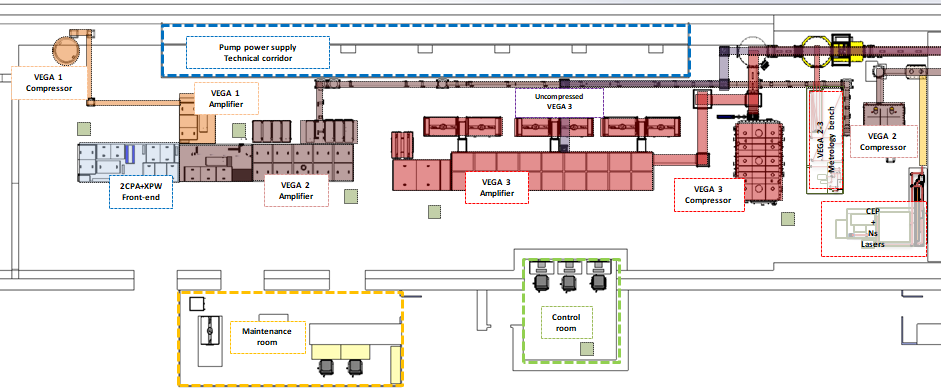 Pump power supply
Technical corridor
VEGA 1
Compressor
VEGA 1
Amplifier
Uncompressed
VEGA 3
VEGA 2-3
Metrology bench
VEGA 2
Compressor
2CPA+XPW
Front-end
VEGA 2
Amplifier
VEGA 3
Amplifier
VEGA 3
Compressor
CEP
+
Ns
Lasers
Maintenance
room
Control
room